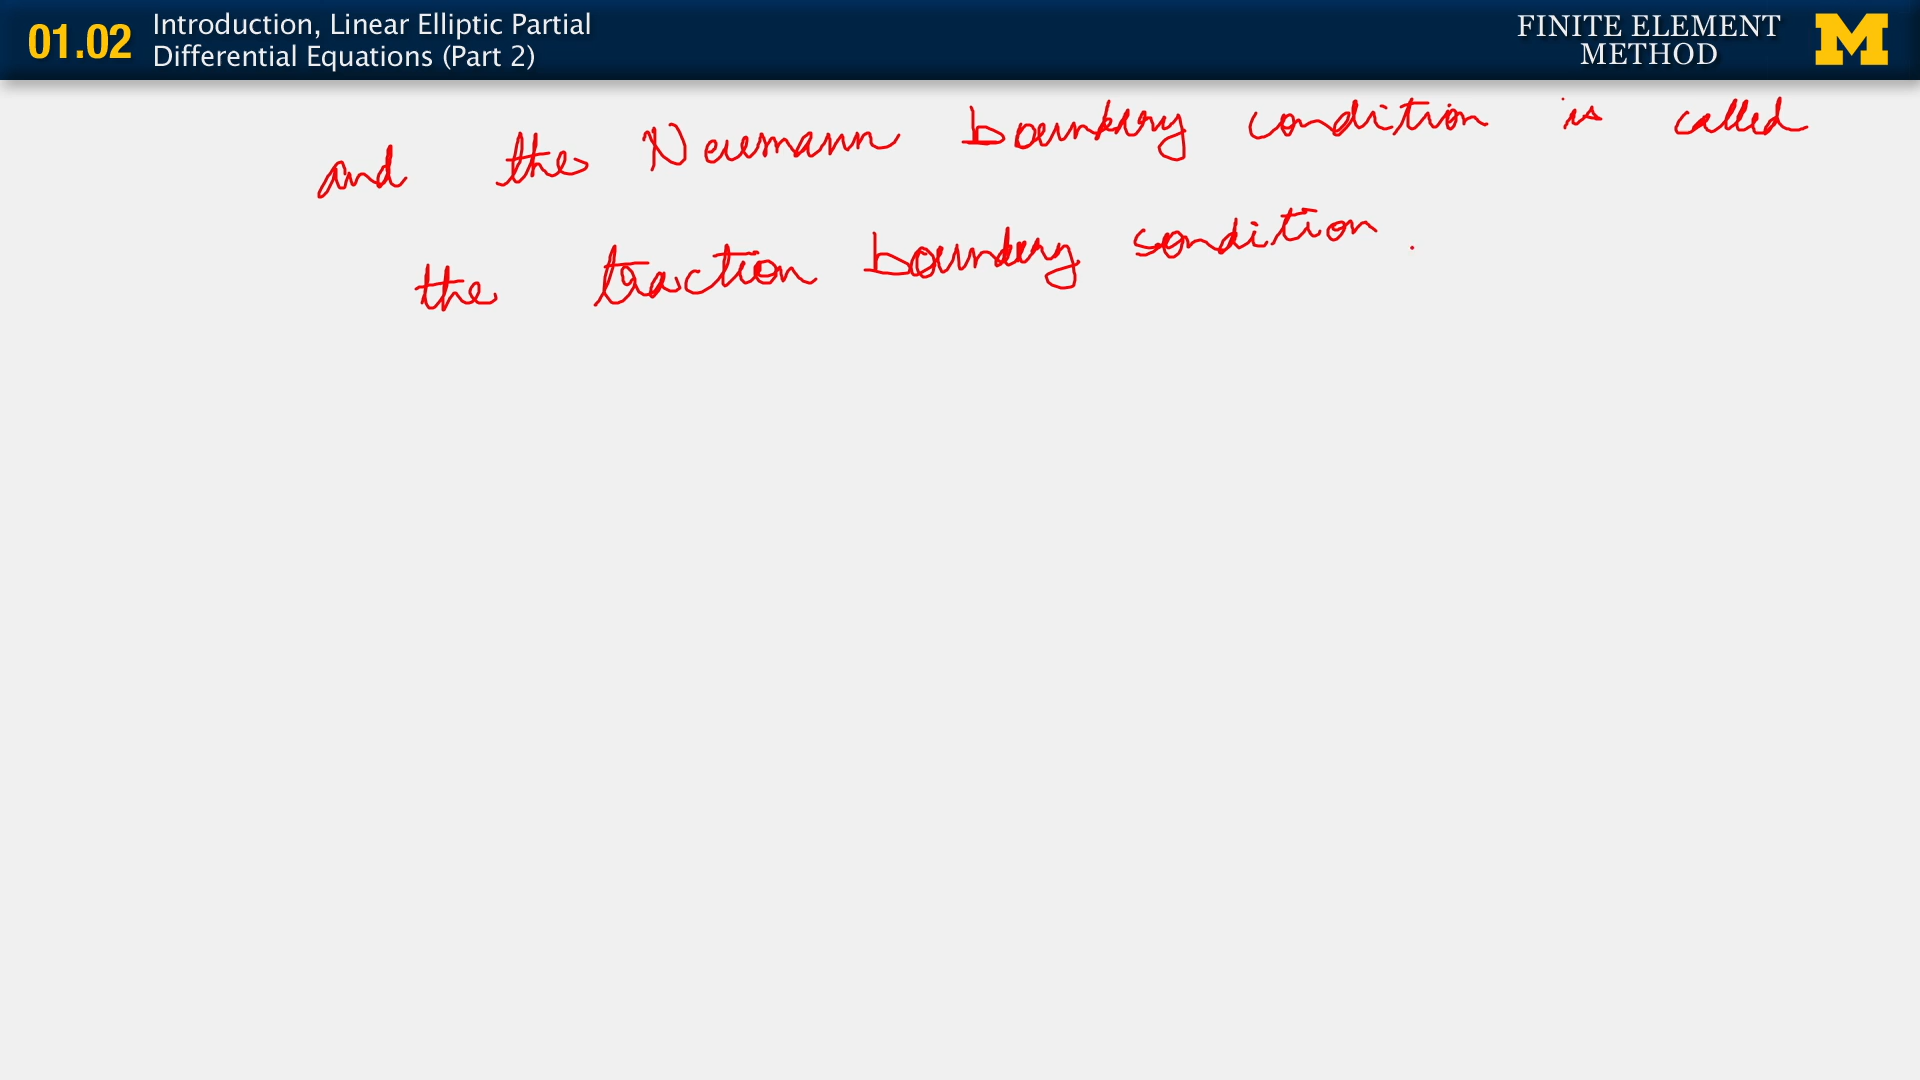 01.02
Introduction, Linear Elliptic Partial
Differential Equations (Part 2)
FINITE ELEMENT
METHOD
M
and the Neumann boundary condition is called
the traction boundary condition.